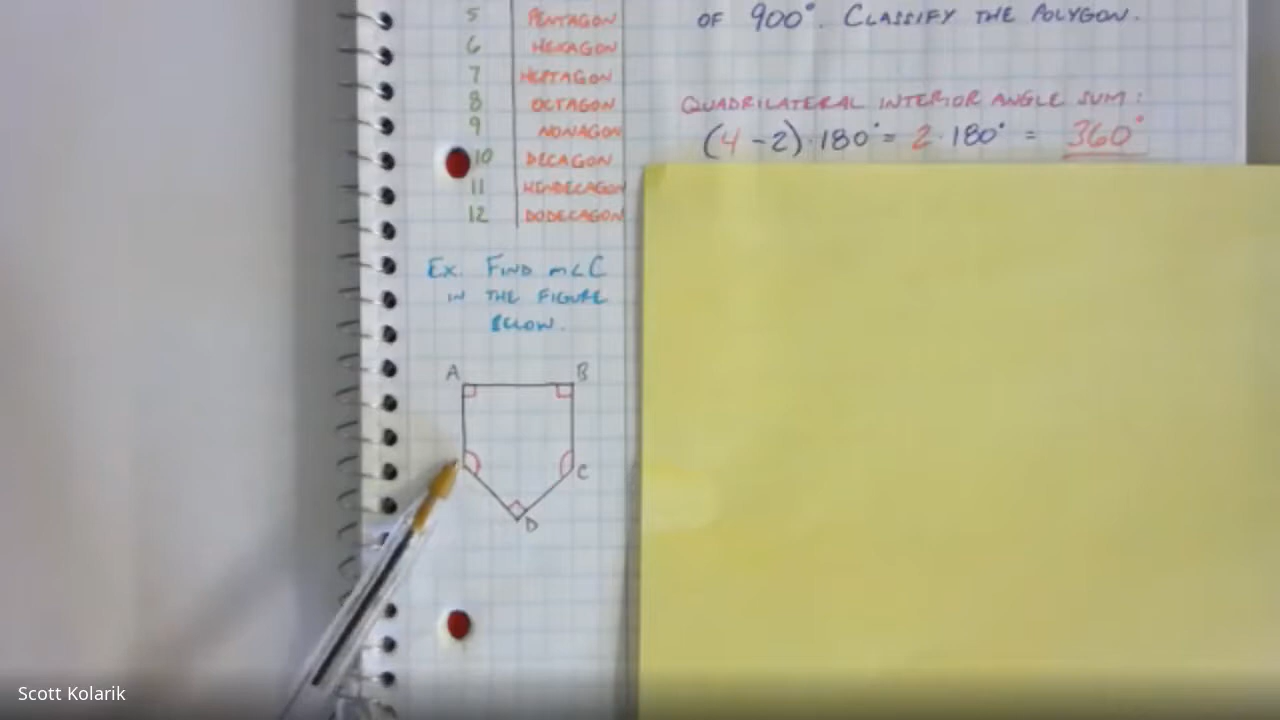 5 PENTAGON
6 HEXAGON
7 HEPTAGON
8 OCTAGON
9 NONAGON
10 DECAGON
11 HENDECAGON
12 DODECAGON
EX. FIND m∠C
IN THE FIGURE
BELOW.
A B
C
D
OF 900°. CLASSIFY THE POLYGON.
QUADRILATERAL INTERIOR ANGLE SUM:
(4-2)·180° = 2·180° = 360°
Scott Kolarik